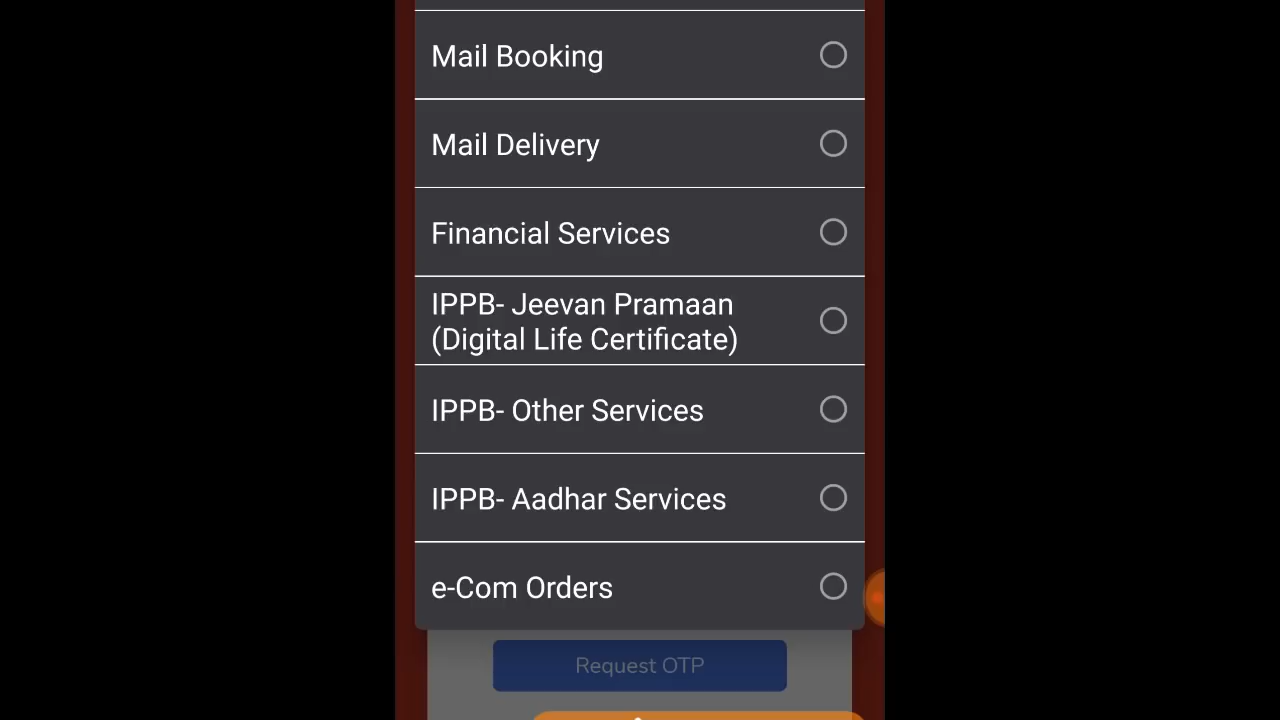 Mail Booking
Mail Delivery
Financial Services
IPPB- Jeevan Pramaan
(Digital Life Certificate)
IPPB- Other Services
IPPB- Aadhar Services
e-Com Orders
Request OTP